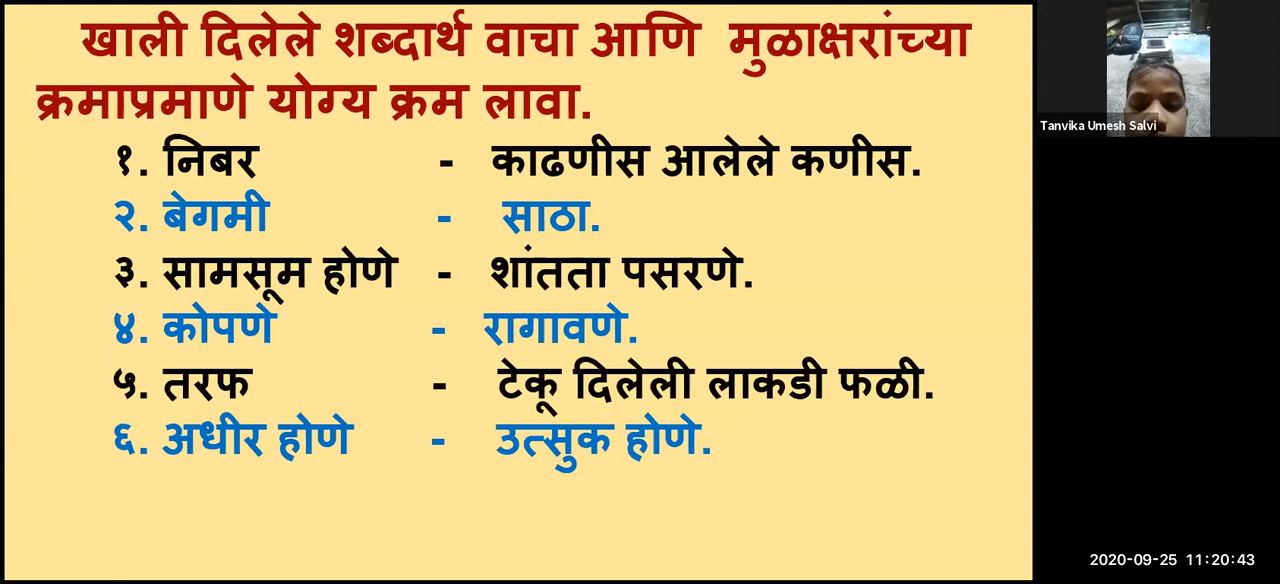 खाली दिलेले शब्दार्थ वाचा आणि मुळाक्षरांच्या
क्रमाप्रमाणे योग्य क्रम लावा.
१. निबर - काढणीस आलेले कणीस.
२. बेगमी - साठा.
३. सामसूम होणे - शांतता पसरणे.
४. कोपणे - रागावणे.
५. तरफ - टेकू दिलेली लाकडी फळी.
६. अधीर होणे - उत्सुक होणे.
Tanvika Umesh Salvi
2020-09-25 11:20:43